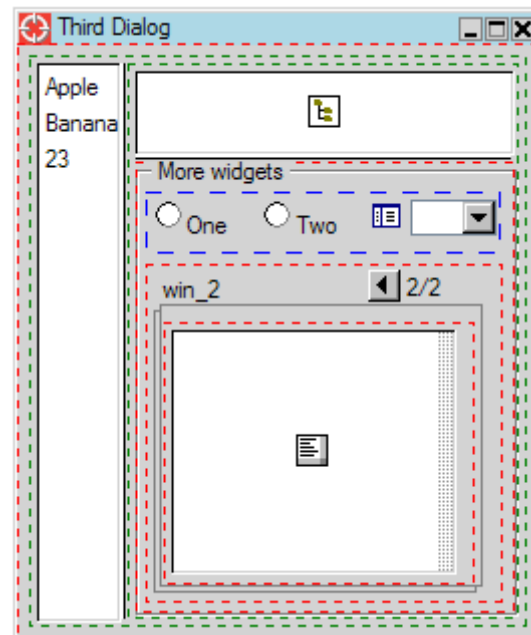 Third Dialog
Apple
Banana
23
More widgets
One Two
win_2 2/2